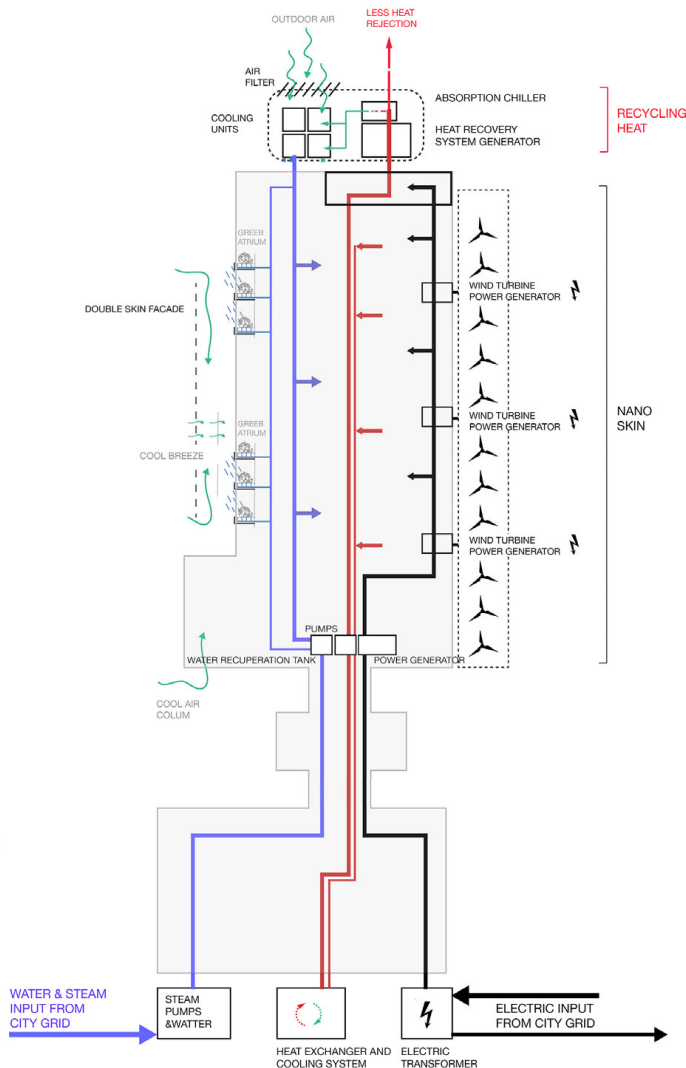 OUTDOOR AIR
LESS HEAT
REJECTION
AIR
FILTER
ABSORPTION CHILLER
COOLING
UNITS
HEAT RECOVERY
SYSTEM GENERATOR
RECYCLING
HEAT
GREEB
ATRIUM
DOUBLE SKIN FACADE
WIND TURBINE
POWER GENERATOR
WIND TURBINE
POWER GENERATOR
NANO
SKIN
GREEB
ATRIUM
COOL BREEZE
WIND TURBINE
POWER GENERATOR
PUMPS
WATER RECUPERATION TANK
POWER GENERATOR
COOL AIR
COLUM
WATER & STEAM
INPUT FROM
CITY GRID
STEAM
PUMPS
&WATTER
HEAT EXCHANGER AND
COOLING SYSTEM
ELECTRIC
TRANSFORMER
ELECTRIC INPUT
FROM CITY GRID